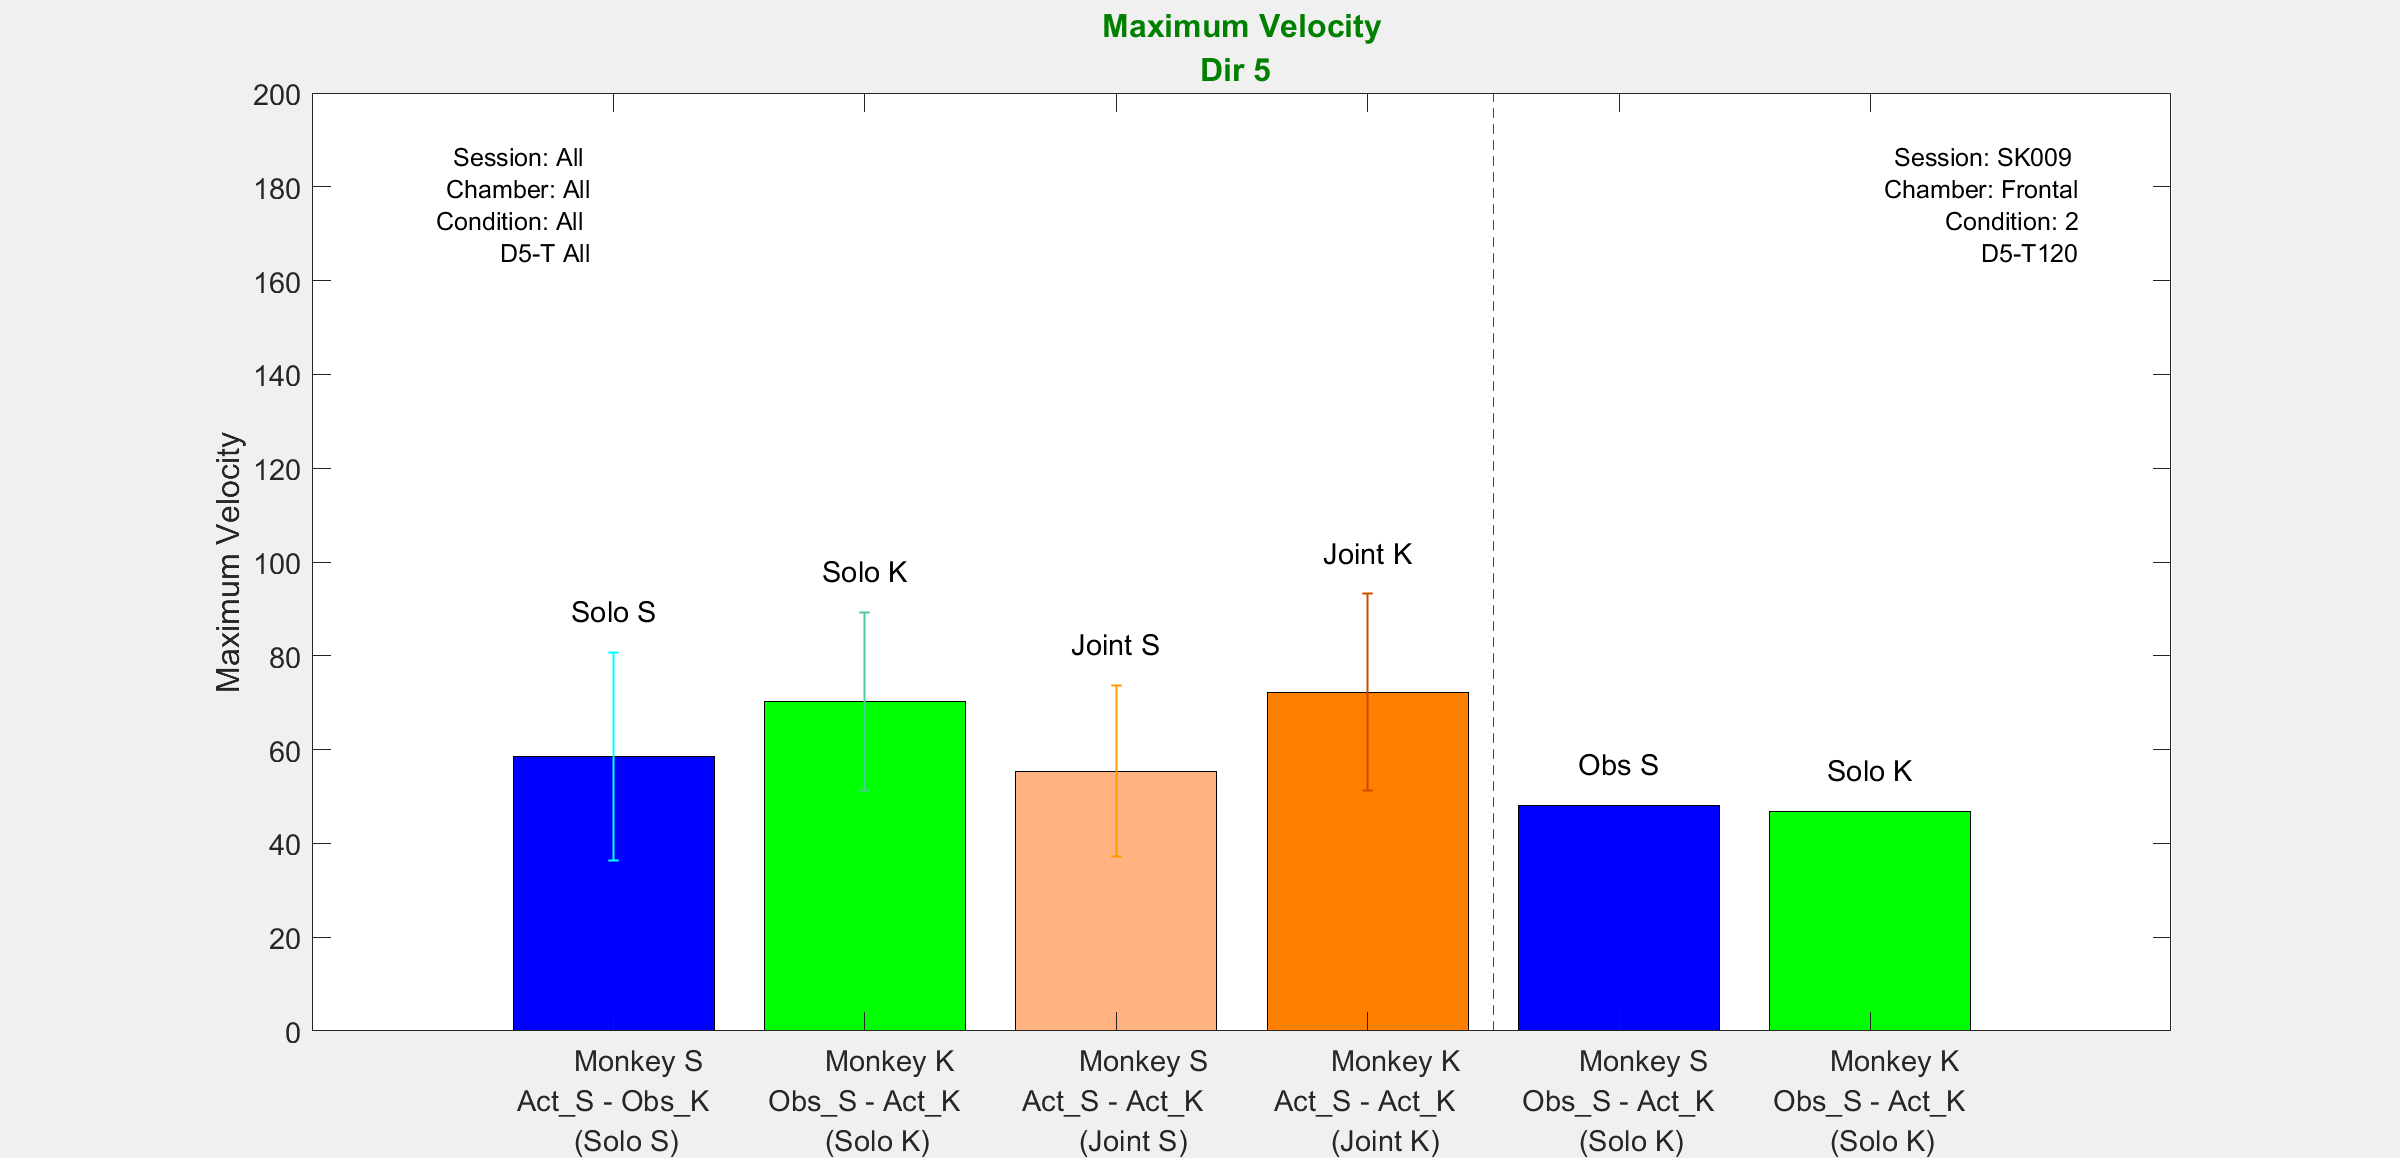 Maximum Velocity
Dir 5
Session: All
Chamber: All
Condition: All
D5-T All
Session: SK009
Chamber: Frontal
Condition: 2
D5-T120
Maximum Velocity
200
180
160
140
120
100
80
60
40
20
0
Solo S
Solo K
Joint S
Joint K
Obs S
Solo K
Monkey S
Act_S - Obs_K
(Solo S)
Monkey K
Obs_S - Act_K
(Solo K)
Monkey S
Act_S - Act_K
(Joint S)
Monkey K
Act_S - Act_K
(Joint K)
Monkey S
Obs_S - Act_K
(Solo K)
Monkey K
Obs_S - Act_K
(Solo K)